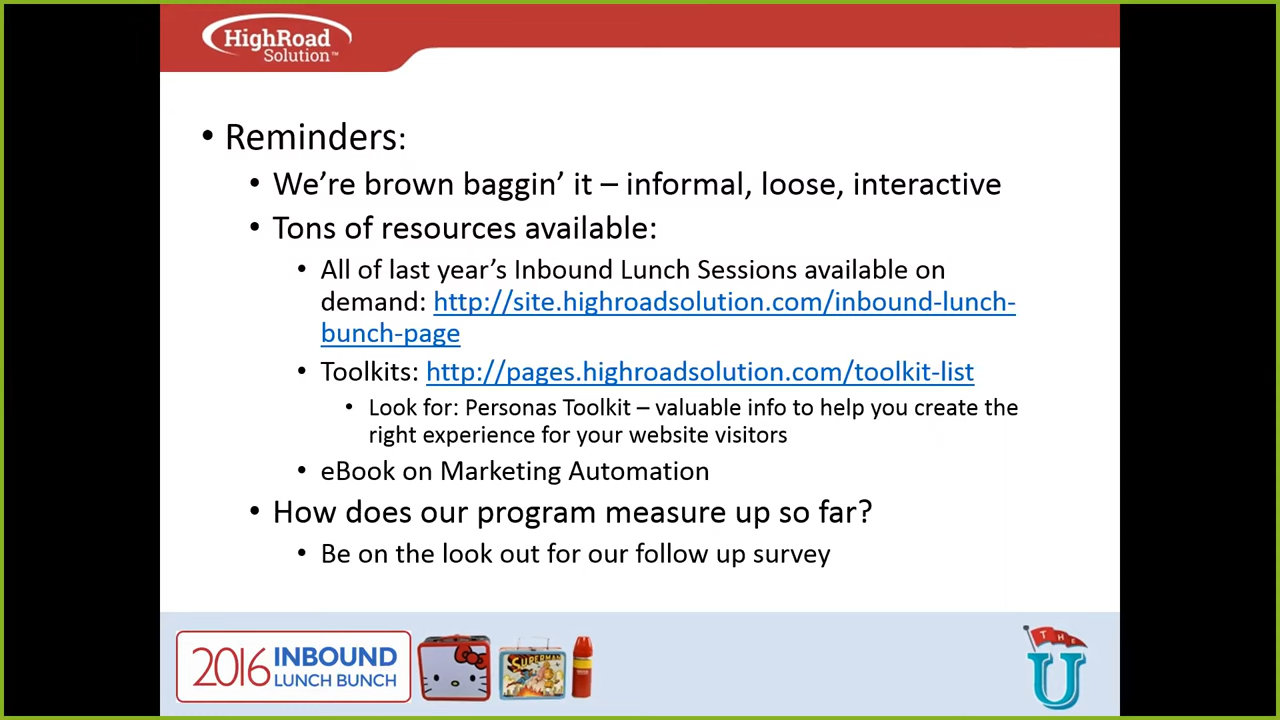 HighRoad
Solution™
• Reminders:
• We're brown baggin' it – informal, loose, interactive
• Tons of resources available:
• All of last year's Inbound Lunch Sessions available on
demand: http://site.highroadsolution.com/inbound-lunch-
bunch-page
• Toolkits: http://pages.highroadsolution.com/toolkit-list
• Look for: Personas Toolkit – valuable info to help you create the
right experience for your website visitors
• eBook on Marketing Automation
• How does our program measure up so far?
• Be on the look out for our follow up survey
2016 INBOUND
LUNCH BUNCH
SUPERMAN
THE
U